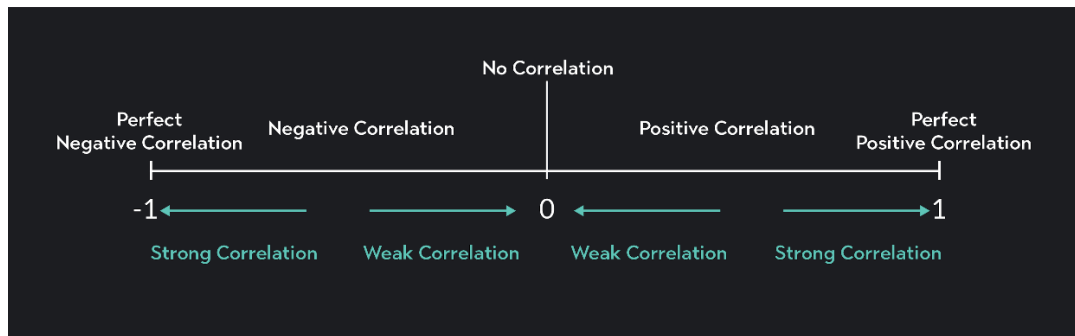 No Correlation
Perfect
Negative Correlation
Negative Correlation
Positive Correlation
Perfect
Positive Correlation
-1
0
1
Strong Correlation
Weak Correlation
Weak Correlation
Strong Correlation